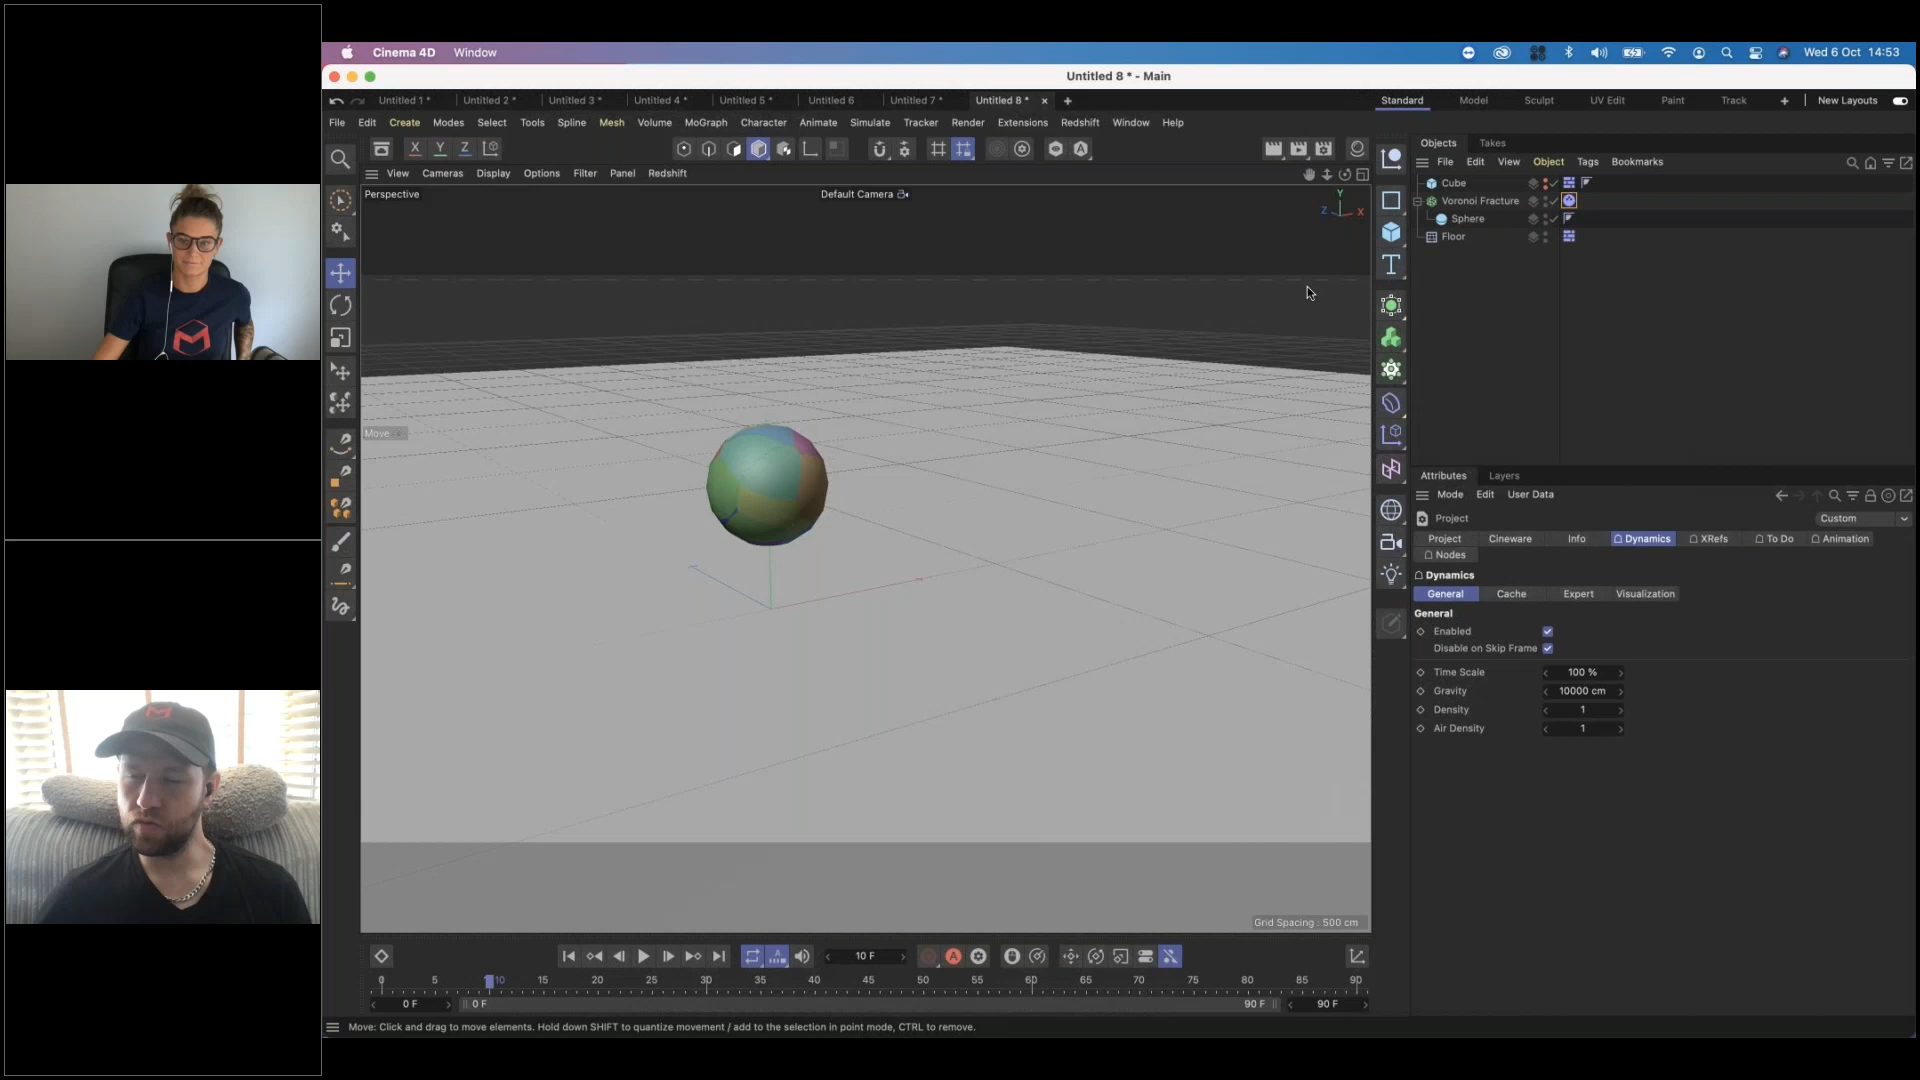 Cinema 4D Window
Wed 6 Oct 14:53
Untitled 8 * - Main
Untitled 1 * Untitled 2 * Untitled 3 * Untitled 4 * Untitled 5 * Untitled 6 Untitled 7 * Untitled 8 *
Standard Model Sculpt UV Edit Paint Track New Layouts
File Edit Create Modes Select Tools Spline Mesh Volume MoGraph Character Animate Simulate Tracker Render Extensions Redshift Window Help
Objects Takes
File Edit View Object Tags Bookmarks
X Y Z
View Cameras Display Options Filter Panel Redshift
Perspective
Default Camera
Y
Z X
Cube
Voronoi Fracture
Sphere
Floor
Move
Attributes Layers
Mode Edit User Data
Project
Custom
Project Cineware Info Dynamics XRefs To Do Animation
Nodes
Dynamics
General Cache Expert Visualization
General
Enabled
Disable on Skip Frame
Time Scale 100 %
Gravity 10000 cm
Density 1
Air Density 1
Grid Spacing : 500 cm
10 F
0 5 10 15 20 25 30 35 40 45 50 55 60 65 70 75 80 85 90
0 F 0 F 90 F 90 F
Move: Click and drag to move elements. Hold down SHIFT to quantize movement / add to the selection in point mode, CTRL to remove.